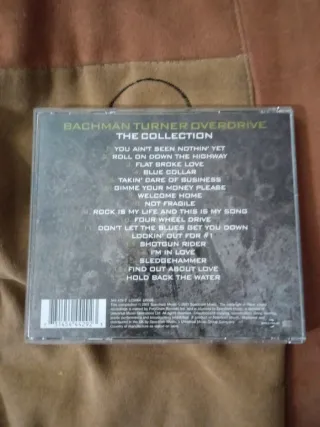 BACHMAN TURNER OVERDRIVE
THE COLLECTION
YOU AIN'T SEEN NOTHIN' YET
ROLL ON DOWN THE HIGHWAY
FLAT BROKE LOVE
BLUE COLLAR
TAKIN' CARE OF BUSINESS
GIMME YOUR MONEY PLEASE
WELCOME HOME
NOT FRAGILE
ROCK IS MY LIFE AND THIS IS MY SONG
FOUR WHEEL DRIVE
DON'T LET THE BLUES GET YOU DOWN
LOOKIN' OUT FOR #1
SHOTGUN RIDER
I'M IN LOVE
SLEDGEHAMMER
FIND OUT ABOUT LOVE
HOLD BACK THE WATER